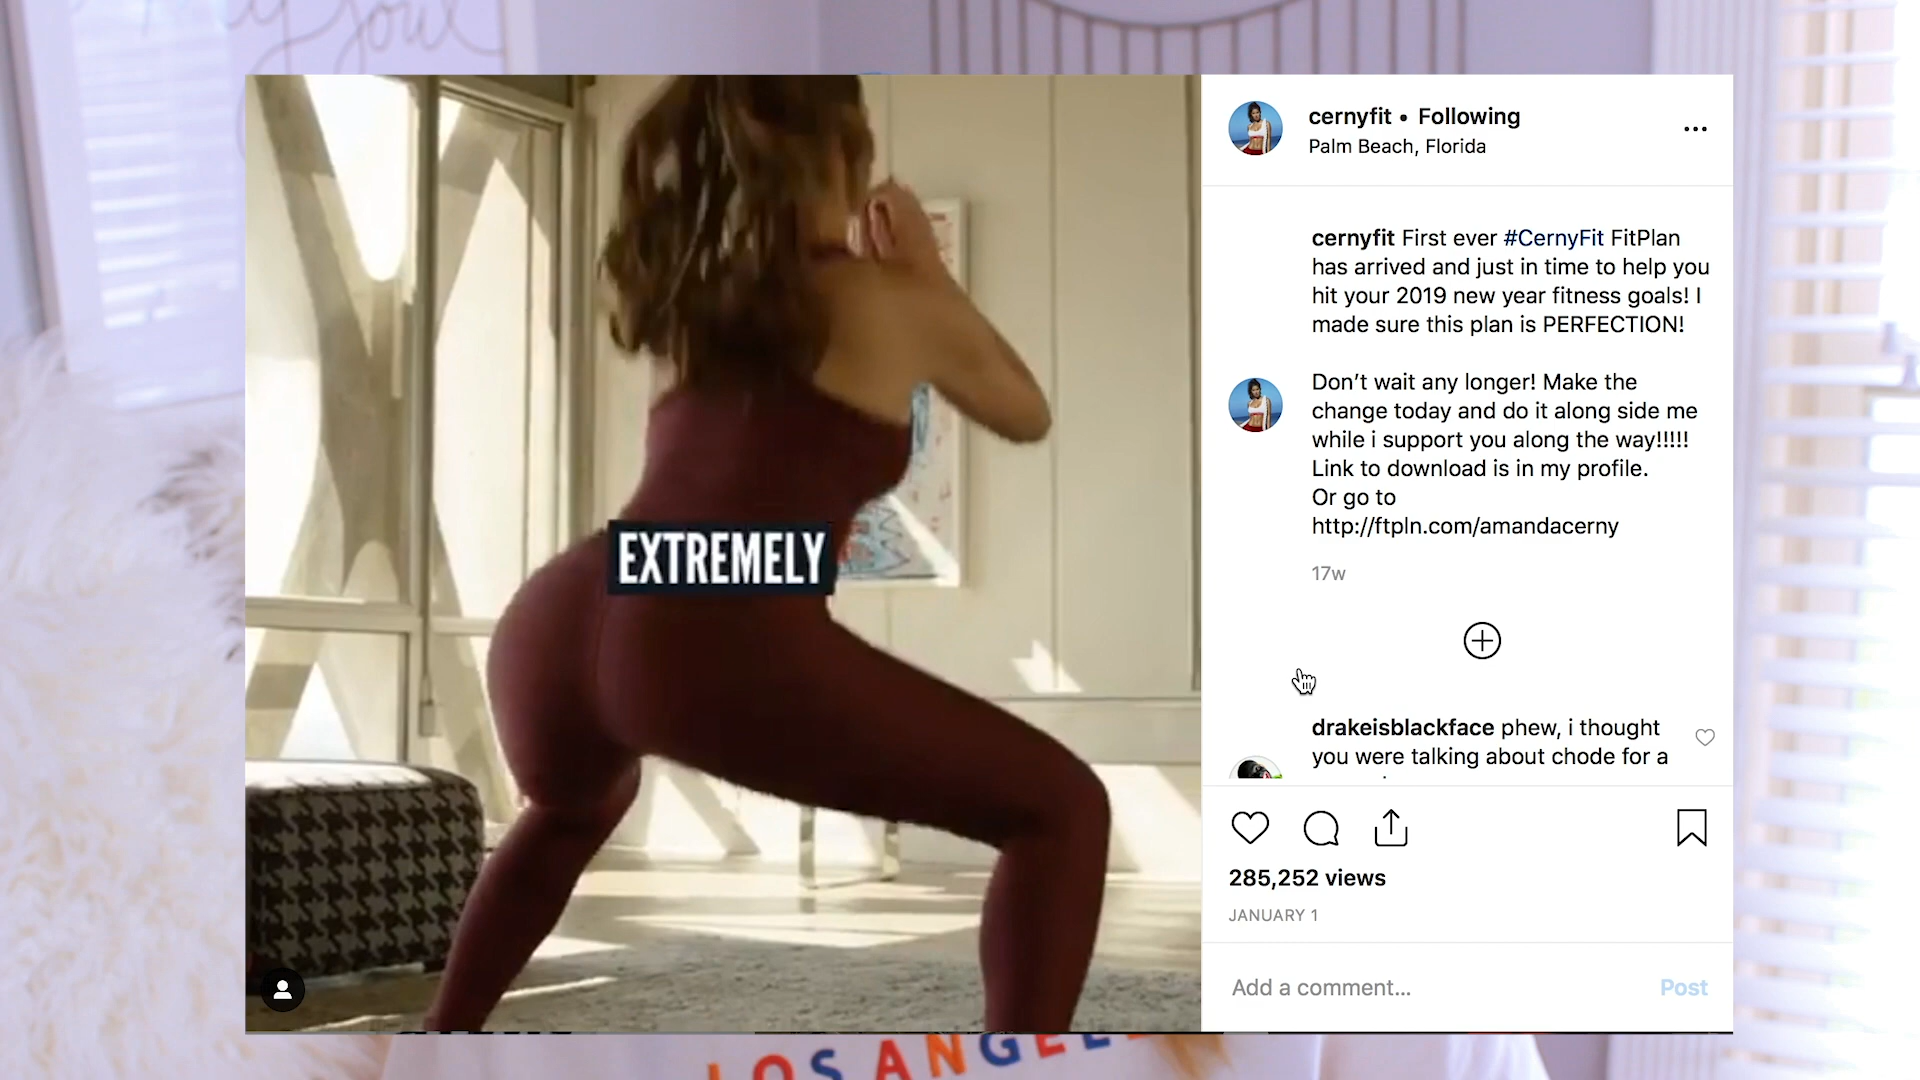 Soul
EXTREMELY
cernyfit • Following
Palm Beach, Florida
cernyfit First ever #CernyFit FitPlan
has arrived and just in time to help you
hit your 2019 new year fitness goals! I
made sure this plan is PERFECTION!
Don’t wait any longer! Make the
change today and do it along side me
while i support you along the way!!!!!
Link to download is in my profile.
Or go to
http://ftpln.com/amandacerny
17w
drakeisblackface phew, i thought
you were talking about chode for a
285,252 views
JANUARY 1
Add a comment...
Post
LOS ANGELE